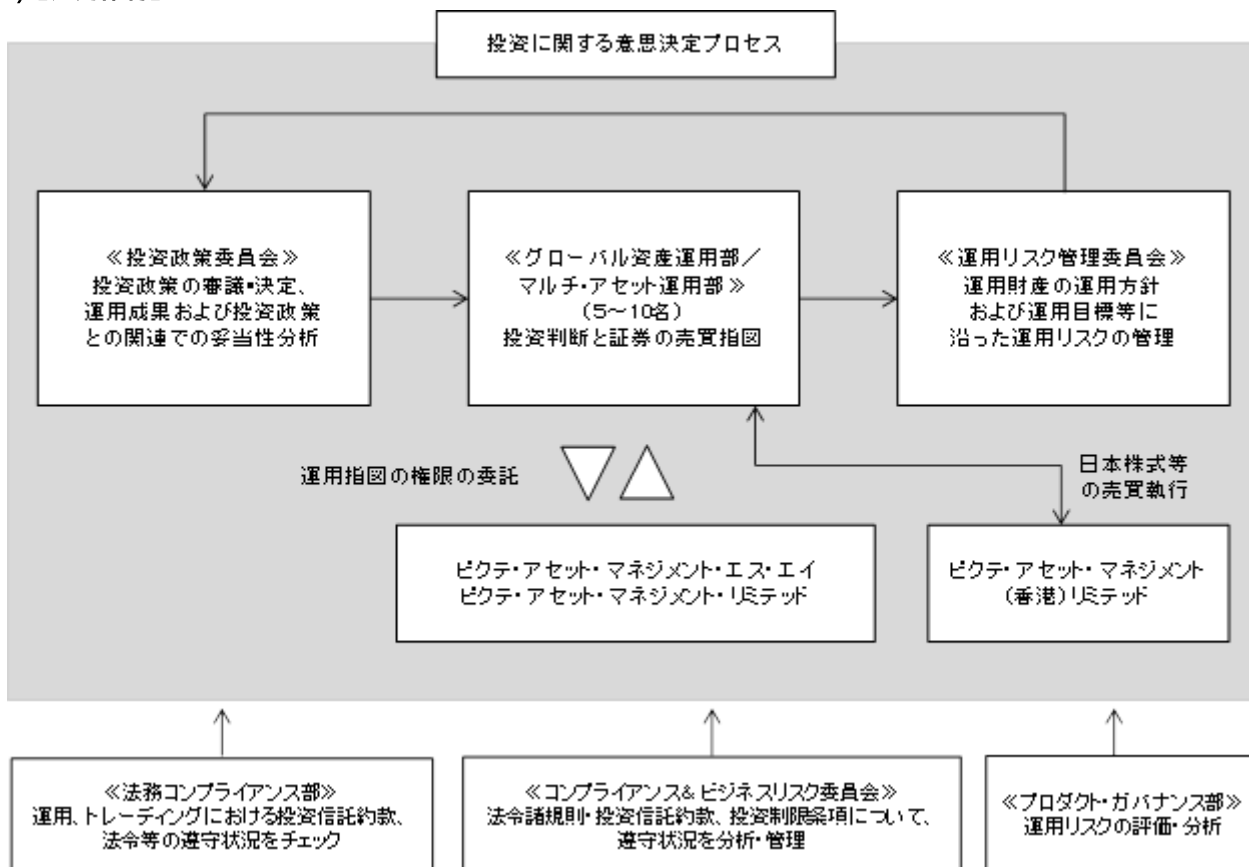 投資に関する意思決定プロセス
≪投資政策委員会≫
投資政策の審議・決定、
運用成果および投資政策
との関連での妥当性分析
≪グローバル資産運用部／
マルチ・アセット運用部≫
(5～10名)
投資判断と証券の売買指図
≪運用リスク管理委員会≫
運用財産の運用方針
および運用目標等に
沿った運用リスクの管理
運用指図の権限の委託
日本株式等
の売買執行
ピクテ・アセット・マネジメント・エス・エイ
ピクテ・アセット・マネジメント・リミテッド
ピクテ・アセット・マネジメント
(香港)リミテッド
≪法務コンプライアンス部≫
運用、トレーディングにおける投資信託約款、
法令等の遵守状況をチェック
≪コンプライアンス&ビジネスリスク委員会≫
法令諸規則・投資信託約款、投資制限条項について、
遵守状況を分析・管理
≪プロダクト・ガバナンス部≫
運用リスクの評価・分析